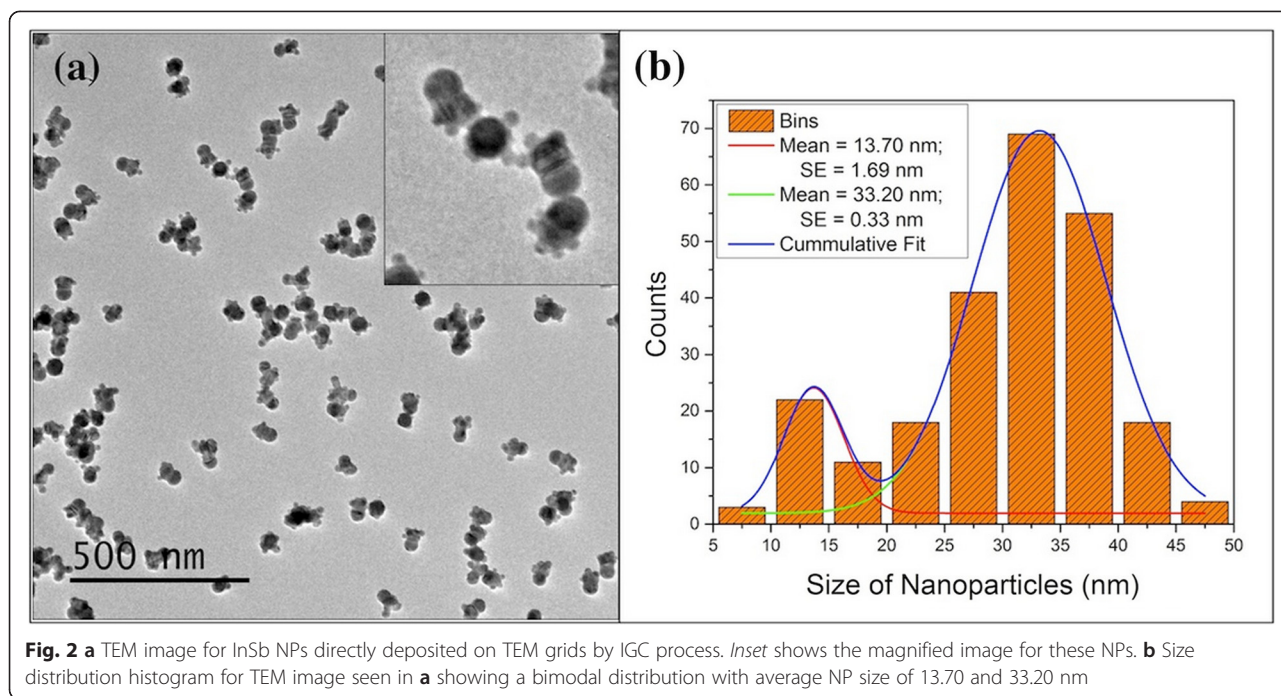 (a)
500 nm
(b)
Bins
Mean = 13.70 nm;
SE = 1.69 nm
Mean = 33.20 nm;
SE = 0.33 nm
Cummulative Fit
Counts
70
60
50
40
30
20
10
0
5 10 15 20 25 30 35 40 45 50
Size of Nanoparticles (nm)
Fig. 2 a TEM image for InSb NPs directly deposited on TEM grids by IGC process. Inset shows the magnified image for these NPs. b Size
distribution histogram for TEM image seen in a showing a bimodal distribution with average NP size of 13.70 and 33.20 nm